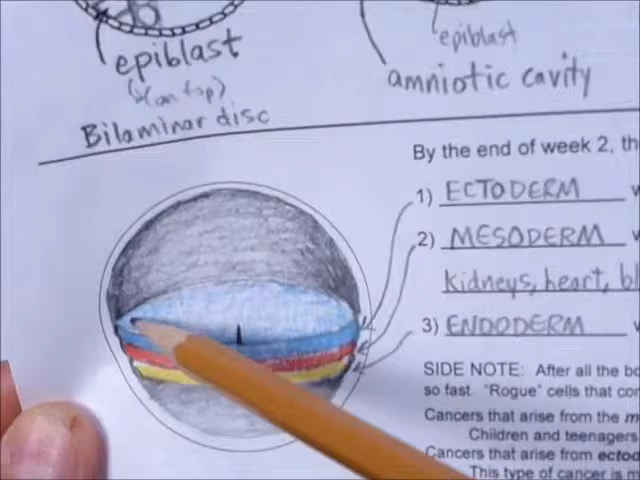 epiblast
(on top)
Bilaminar disc
epiblast
amniotic cavity
By the end of week 2, th
1) ECTODERM
2) MESODERM
kidneys, heart, bl
3) ENDODERM
SIDE NOTE: After all the bo
so fast. "Rogue" cells that con
Cancers that arise from the m
Children and teenagers
Cancers that arise from ectod
This type of cancer is m